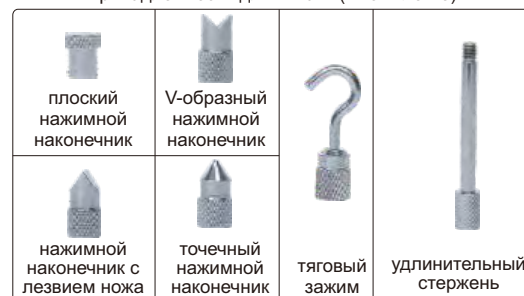 плоский
нажимной
наконечник
V-образный
нажимной
наконечник
нажимной
наконечник с
лезвием ножа
точечный
нажимной
наконечник
тяговый
зажим
удлинительный
стержень